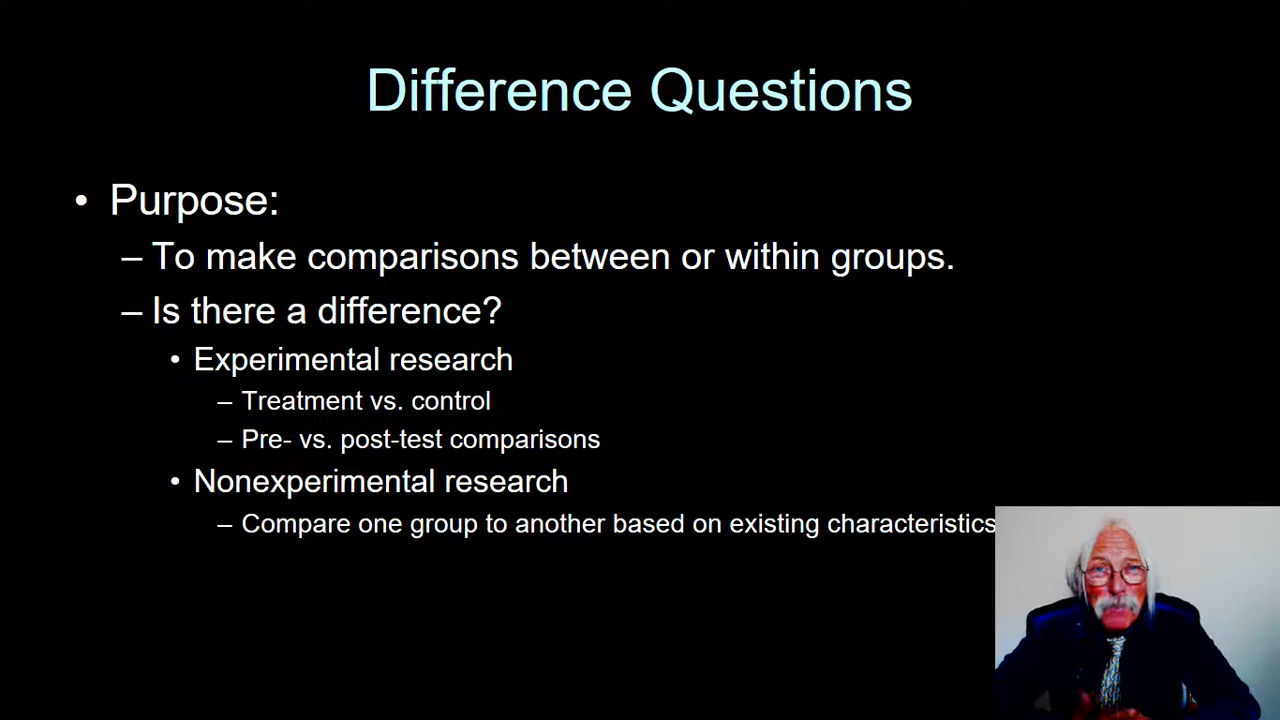 Difference Questions
• Purpose:
– To make comparisons between or within groups.
– Is there a difference?
• Experimental research
– Treatment vs. control
– Pre- vs. post-test comparisons
• Nonexperimental research
– Compare one group to another based on existing characteristics